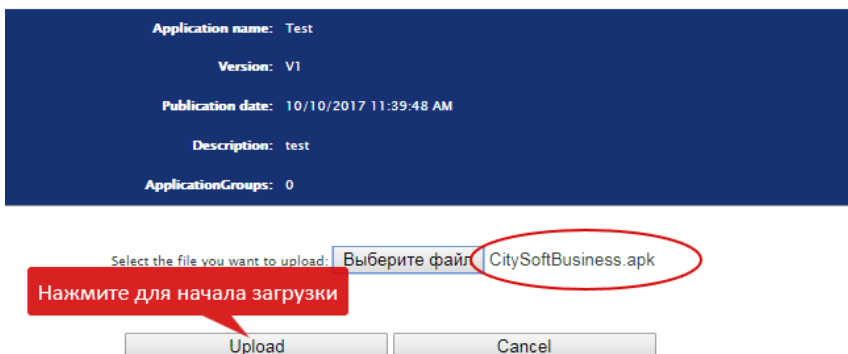 Application name: Test
Version: V1
Publication date: 10/10/2017 11:39:48 AM
Description: test
ApplicationGroups: 0
Select the file you want to upload: Выберите файл CitySoftBusiness.apk
Нажмите для начала загрузки
Upload Cancel